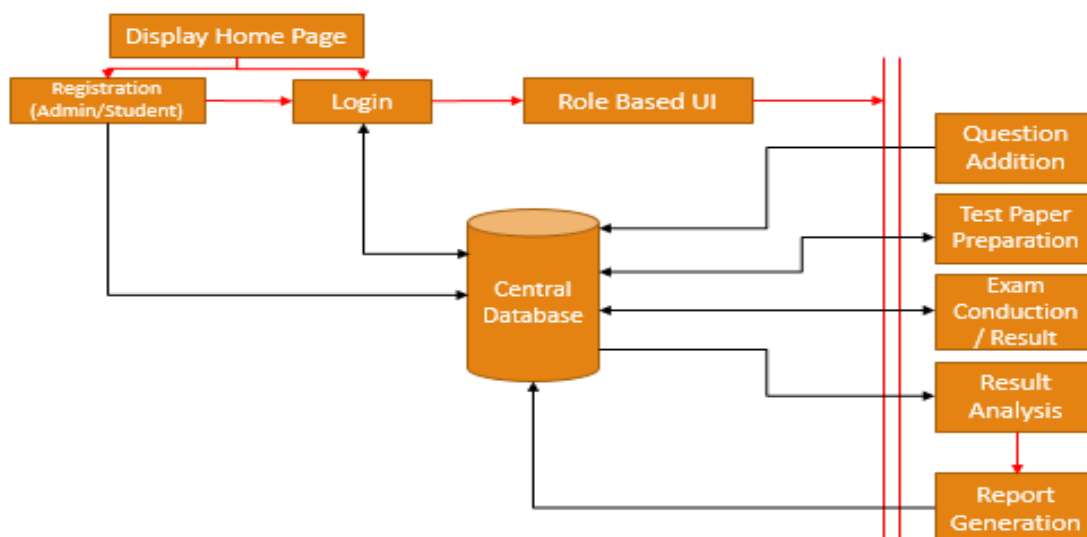 Display Home Page
Registration
(Admin/Student)
Login
Role Based UI
Question
Addition
Test Paper
Preparation
Central
Database
Exam
Conduction
/ Result
Result
Analysis
Report
Generation